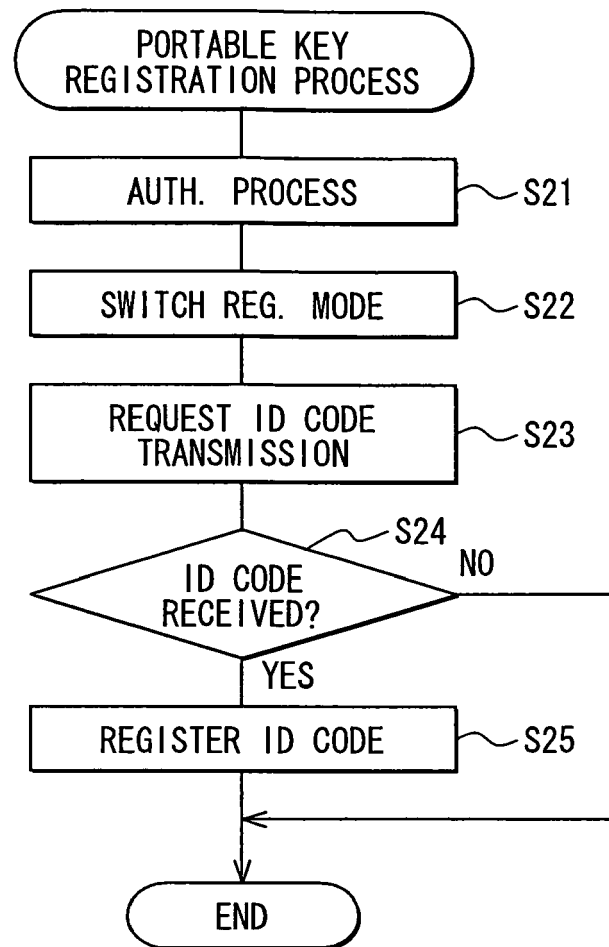 PORTABLE KEY
REGISTRATION PROCESS
AUTH. PROCESS
S21
SWITCH REG. MODE
S22
REQUEST ID CODE
TRANSMISSION
S23
S24
ID CODE
RECEIVED?
NO
YES
REGISTER ID CODE
S25
END